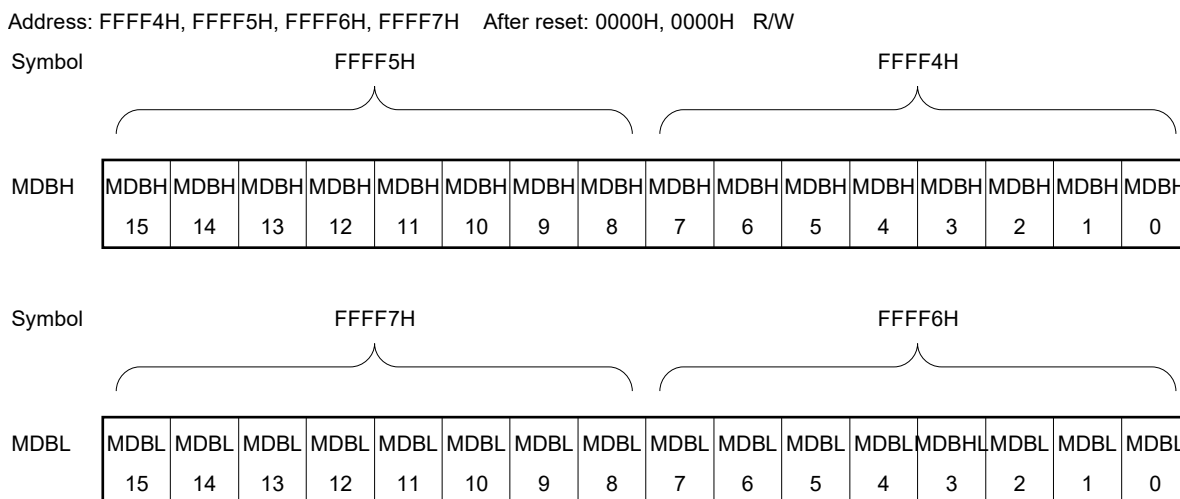 Address: FFFF4H, FFFF5H, FFFF6H, FFFF7H After reset: 0000H, 0000H R/W
Symbol FFFF5H FFFF4H
MDBH MDBH MDBH MDBH MDBH MDBH MDBH MDBH MDBH MDBH MDBH MDBH MDBH MDBH MDBH MDBH MDBH
15 14 13 12 11 10 9 8 7 6 5 4 3 2 1 0
Symbol FFFF7H FFFF6H
MDBL MDBL MDBL MDBL MDBL MDBL MDBL MDBL MDBL MDBL MDBL MDBL MDBL MDBHL MDBL MDBL MDBL
15 14 13 12 11 10 9 8 7 6 5 4 3 2 1 0